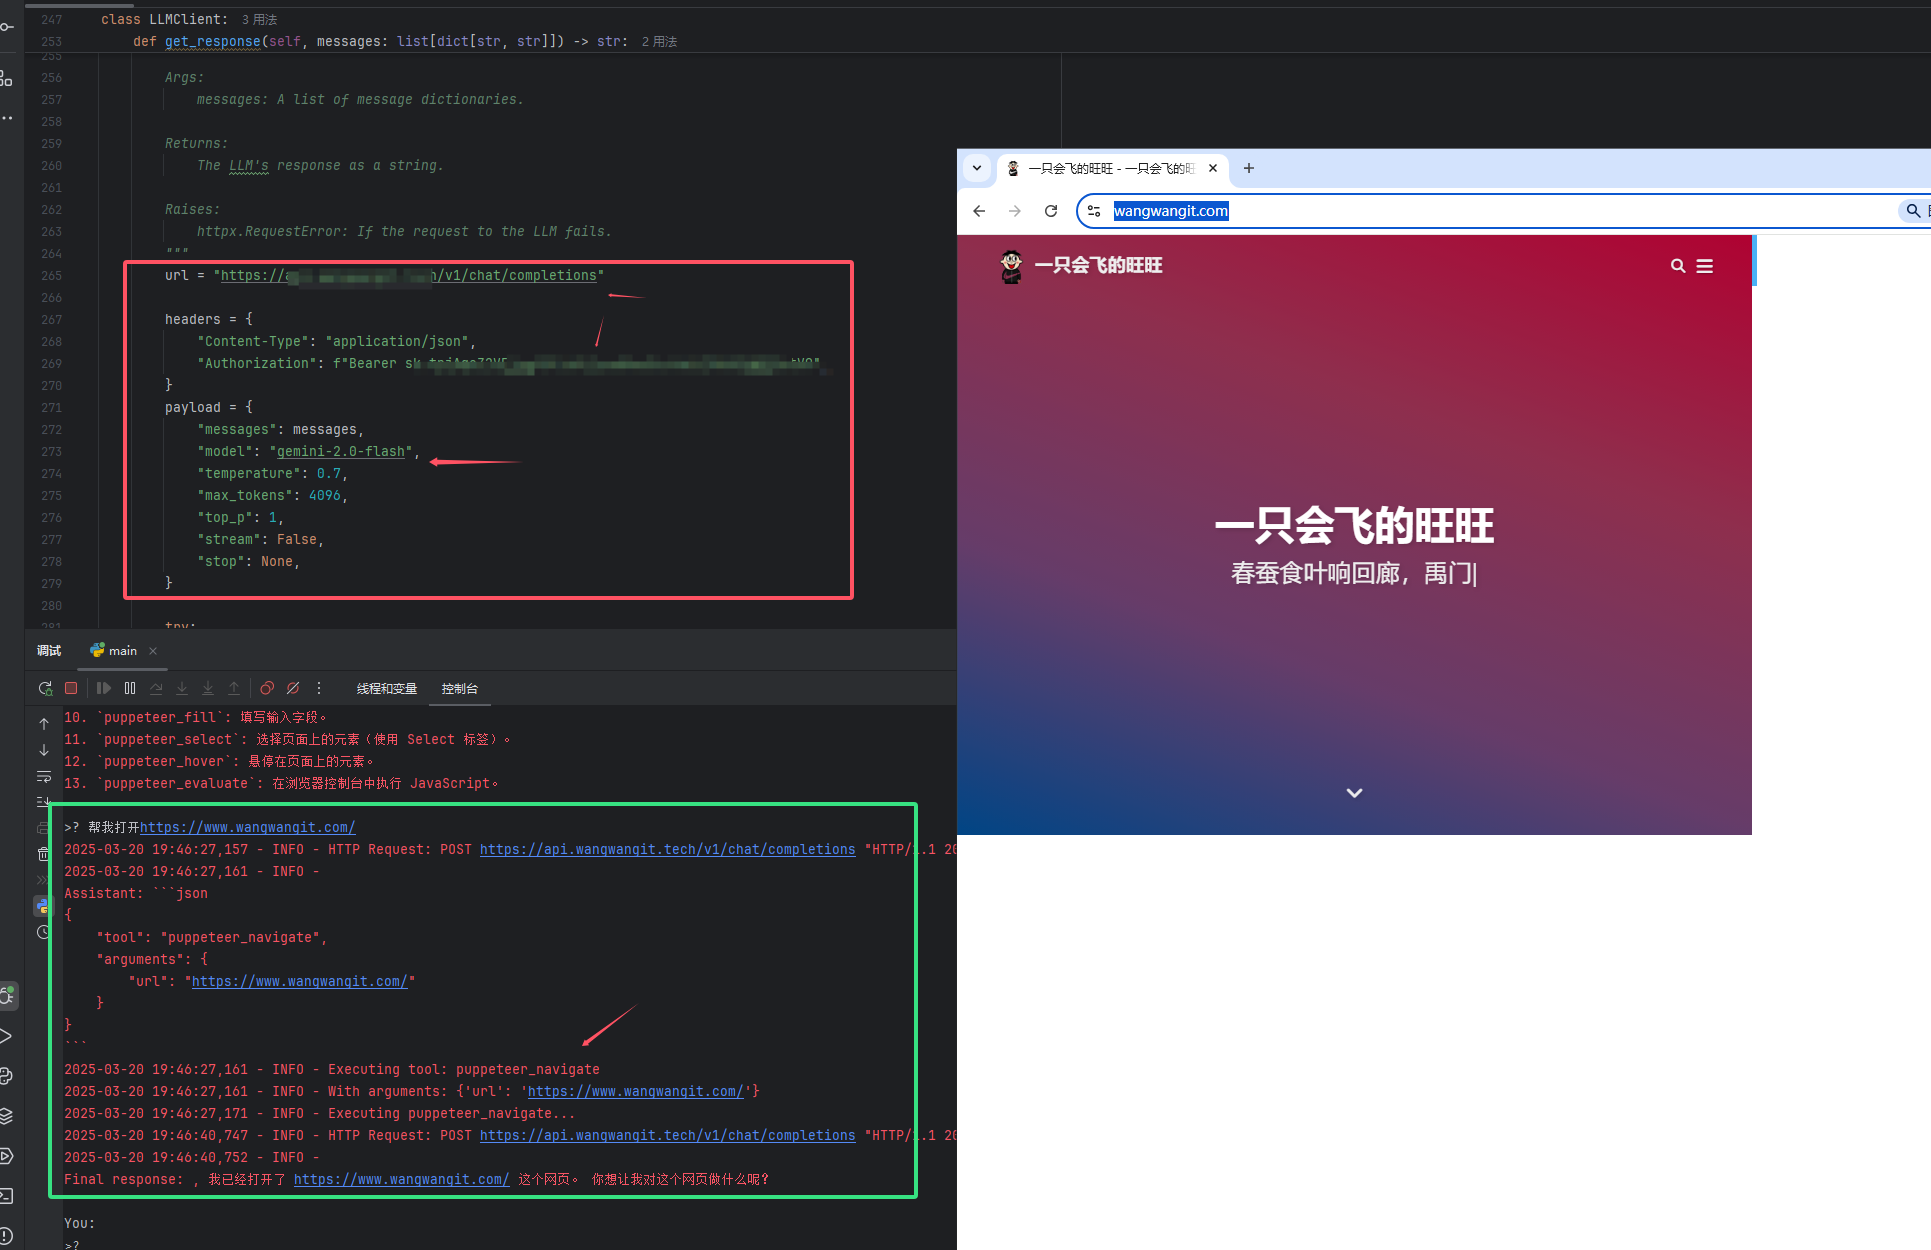 247 class LLMClient: 3 用法
253 def get_response(self, messages: list[dict[str, str]]) -> str: 2 用法
255
256 Args:
257 messages: A list of message dictionaries.
258
259 Returns:
260 The LLM's response as a string.
261
262 Raises:
263 httpx.RequestError: If the request to the LLM fails.
264 """
265 url = "https://a h/v1/chat/completions"
266
267 headers = {
268 "Content-Type": "application/json",
269 "Authorization": f"Bearer
270 }
271 payload = {
272 "messages": messages,
273 "model": "gemini-2.0-flash",
274 "temperature": 0.7,
275 "max_tokens": 4096,
276 "top_p": 1,
277 "stream": False,
278 "stop": None,
279 }
280
281 try:
调试 main
线程和变量 控制台
10. `puppeteer_fill`: 填写输入字段。
11. `puppeteer_select`: 选择页面上的元素（使用 Select 标签）。
12. `puppeteer_hover`: 悬停在页面上的元素。
13. `puppeteer_evaluate`: 在浏览器控制台中执行 JavaScript。
>? 帮我打开https://www.wangwangit.com/
2025-03-20 19:46:27,157 - INFO - HTTP Request: POST https://api.wangwangit.tech/v1/chat/completions "HTTP/1.1 20
2025-03-20 19:46:27,161 - INFO -
Assistant: ```json
{
"tool": "puppeteer_navigate",
"arguments": {
"url": "https://www.wangwangit.com/"
}
}
```
2025-03-20 19:46:27,161 - INFO - Executing tool: puppeteer_navigate
2025-03-20 19:46:27,161 - INFO - With arguments: {'url': 'https://www.wangwangit.com/'}
2025-03-20 19:46:27,171 - INFO - Executing puppeteer_navigate...
2025-03-20 19:46:40,747 - INFO - HTTP Request: POST https://api.wangwangit.tech/v1/chat/completions "HTTP/1.1 20
2025-03-20 19:46:40,752 - INFO -
Final response: , 我已经打开了 https://www.wangwangit.com/ 这个网页。 你想让我对这个网页做什么呢？
You:
>?
一只会飞的旺旺 - 一只会飞的旺
wangwangit.com
一只会飞的旺旺
一只会飞的旺旺
春蚕食叶响回廊，禹门|